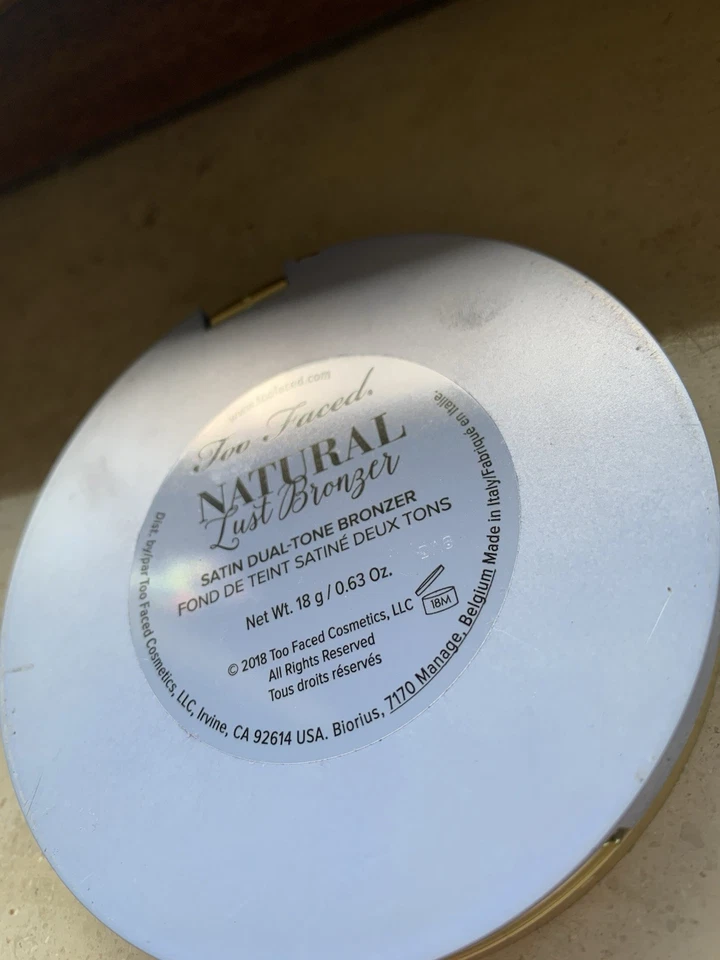 www.toofaced.com
Too Faced.
NATURAL
Lust Bronzer
SATIN DUAL-TONE BRONZER
FOND DE TEINT SATINÉ DEUX TONS
Net Wt. 18 g / 0.63 Oz.
© 2018 Too Faced Cosmetics, LLC
All Rights Reserved
Tous droits réservés
18M
Dist. by/par Too Faced Cosmetics, LLC, Irvine, CA 92614 USA. Biorius, 7170 Manage, Belgium Made in Italy/Fabriqué en Italie.